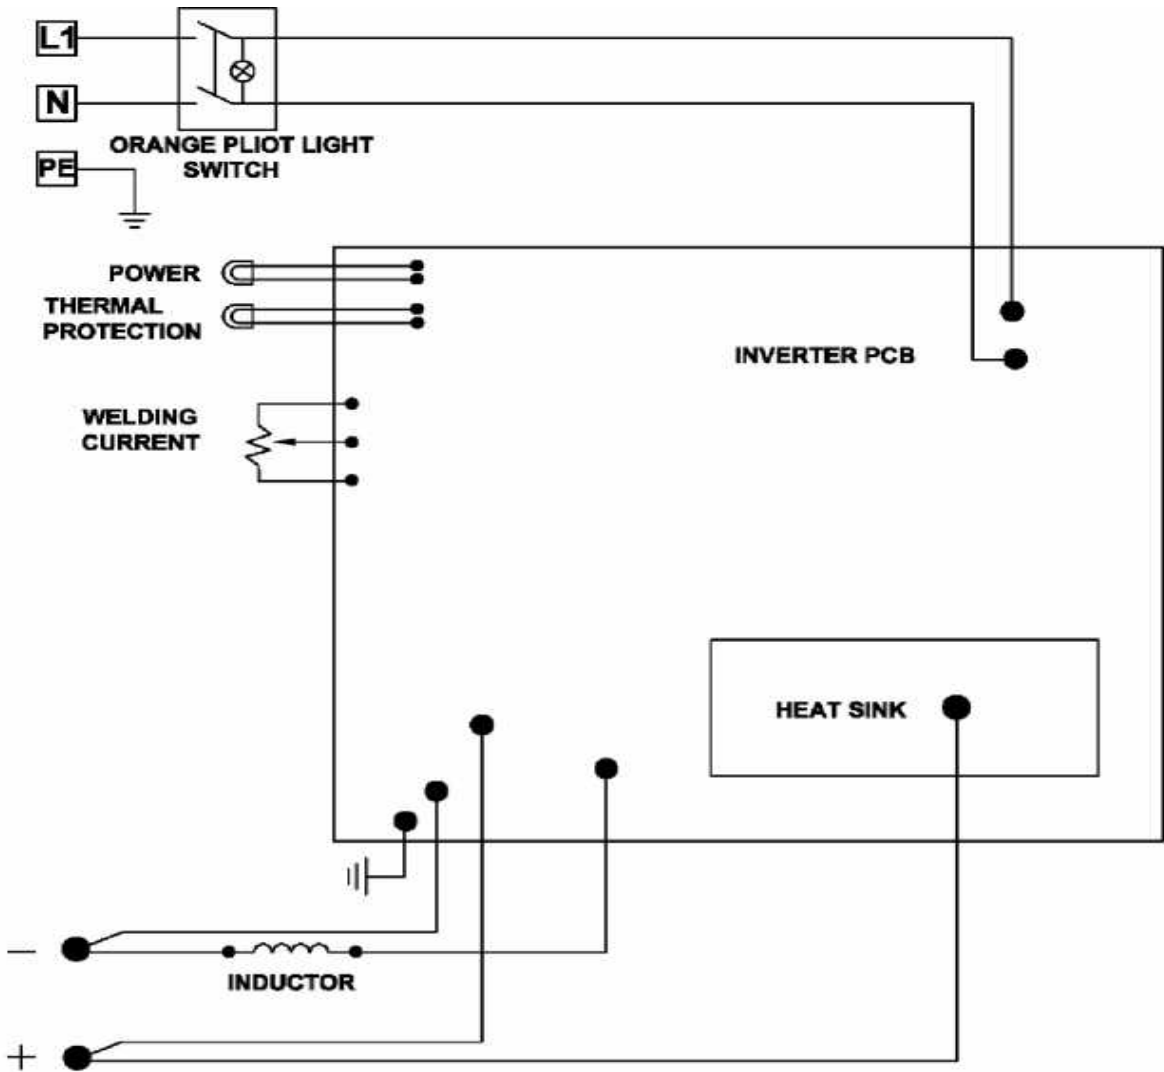 L1
N
ORANGE PLIOT LIGHT
SWITCH
PE
POWER
THERMAL
PROTECTION
INVERTER PCB
WELDING
CURRENT
HEAT SINK
−
INDUCTOR
+